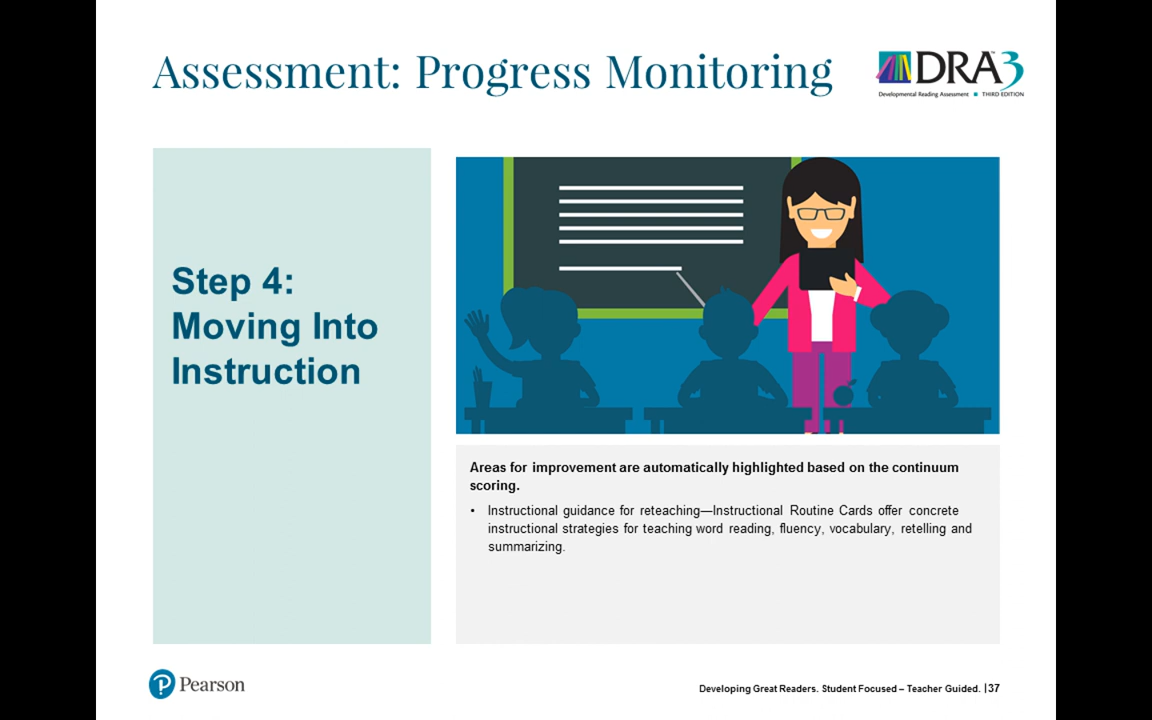 Assessment: Progress Monitoring
DRA3™
Developmental Reading Assessment ■ THIRD EDITION
Step 4:
Moving Into
Instruction
Areas for improvement are automatically highlighted based on the continuum
scoring.
• Instructional guidance for reteaching—Instructional Routine Cards offer concrete
instructional strategies for teaching word reading, fluency, vocabulary, retelling and
summarizing.
P Pearson
Developing Great Readers. Student Focused – Teacher Guided. |37